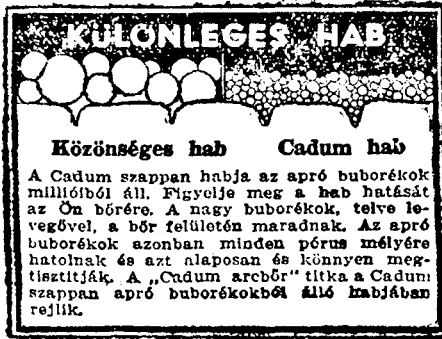 KÜLÖNLEGES HAB
Közönséges hab Cadum hab
A Cadum szappan habja az apró buborékok
millióiból áll. Figyelje meg a hab hatását
az Ön bőrére. A nagy buborékok, telve le-
vegővel, a bőr felületén maradnak. Az apró
buborékok azonban minden pórus mélyére
hatolnak és azt alaposan és könnyen meg-
tisztítják. A „Cadum arcbőr" titka a Cadum
szappan apró buborékokból álló habjában
rejlik.